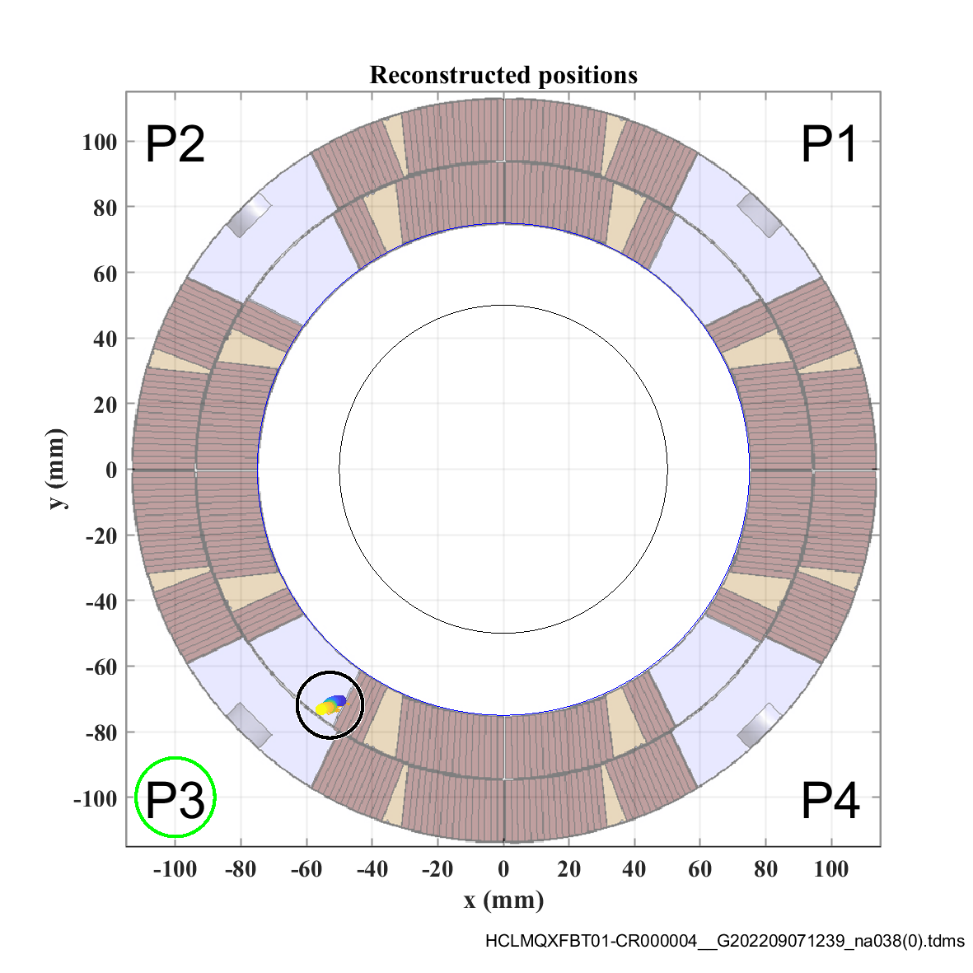 Reconstructed positions
P2
P1
100
80
60
40
20
0
-20
-40
-60
-80
-100
y (mm)
P3
P4
-100 -80 -60 -40 -20 0 20 40 60 80 100
x (mm)
HCLMQXFBT01-CR000004__G202209071239_na038(0).tdms